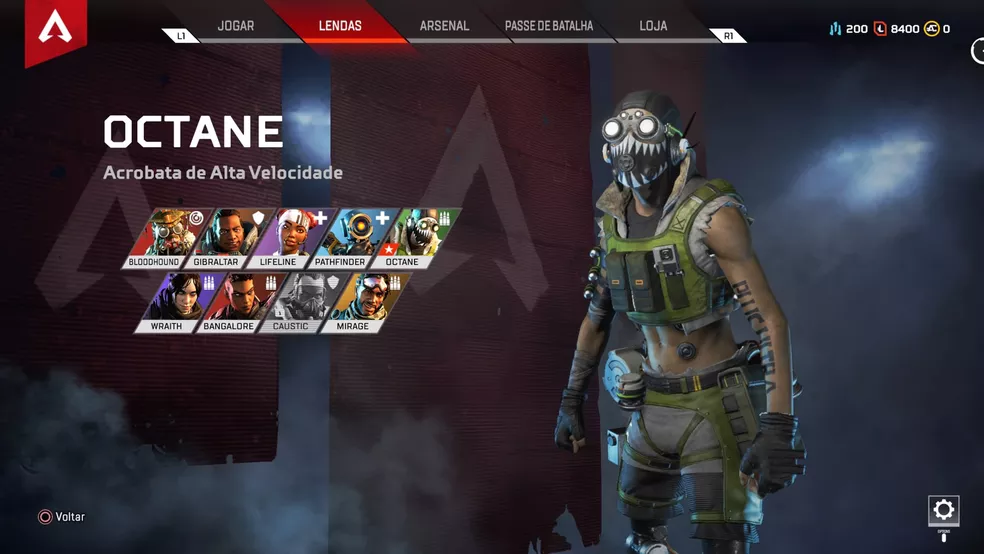 L1
JOGAR
LENDAS
ARSENAL
PASSE DE BATALHA
LOJA
R1
200
8400
0
OCTANE
Acrobata de Alta Velocidade
BLOODHOUND
GIBRALTAR
LIFELINE
PATHFINDER
OCTANE
WRAITH
BANGALORE
CAUSTIC
MIRAGE
Voltar
OPTIONS